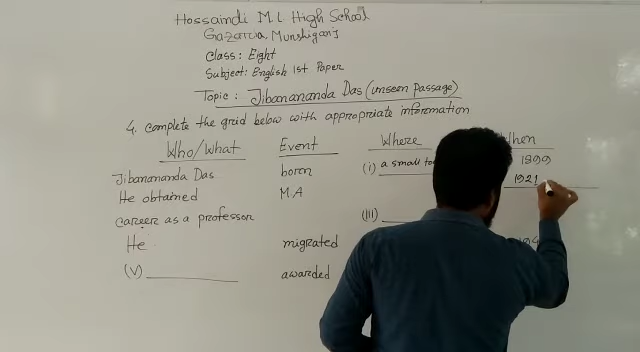 Hossaindi M.L High School
Gazaria Munshiganj
Class: Eight
Subject: English 1st Paper
Topic: Jibanananda Das (unseen passage)
4. Complete the grid below with appropriate information
Who/What Event Where When
Jibanananda Das born (i) a small 1899
He obtained M.A 1921
career as a professor (III)
He migrated
(V) awarded